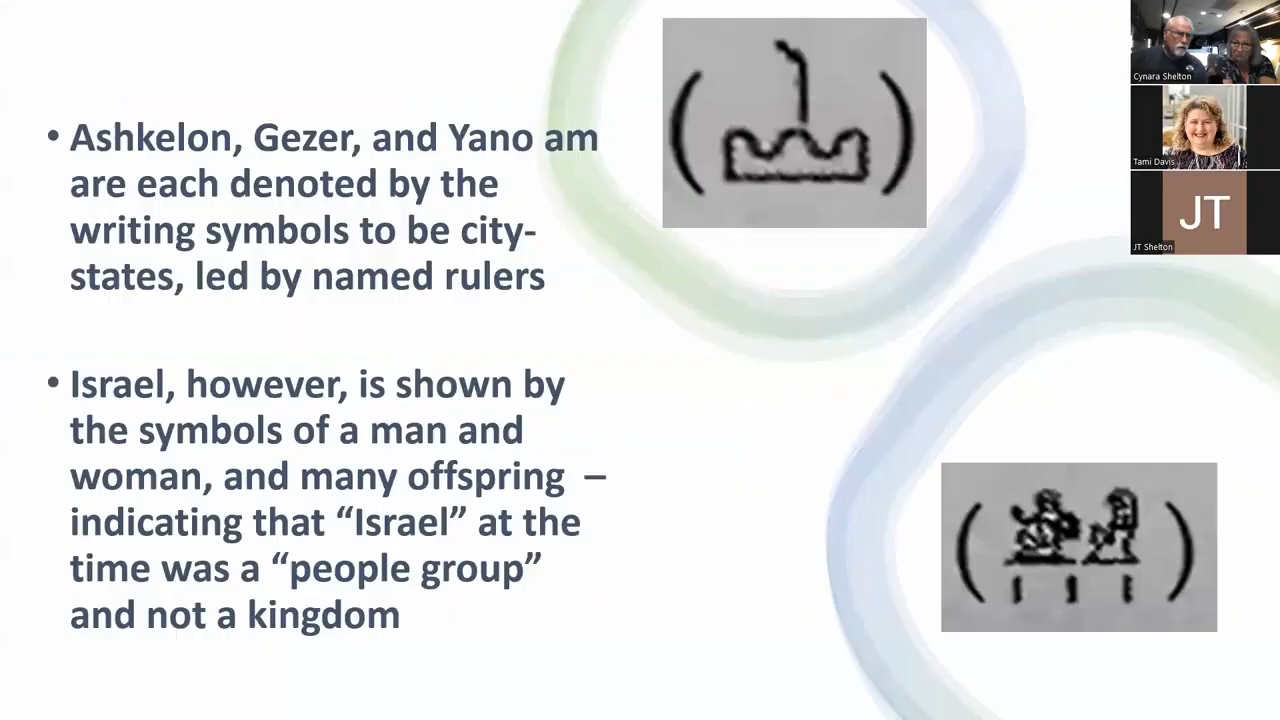 • Ashkelon, Gezer, and Yano am
are each denoted by the
writing symbols to be city-
states, led by named rulers
• Israel, however, is shown by
the symbols of a man and
woman, and many offspring –
indicating that “Israel” at the
time was a “people group”
and not a kingdom
Cynara Shelton
Tami Davis
JT
JT Shelton